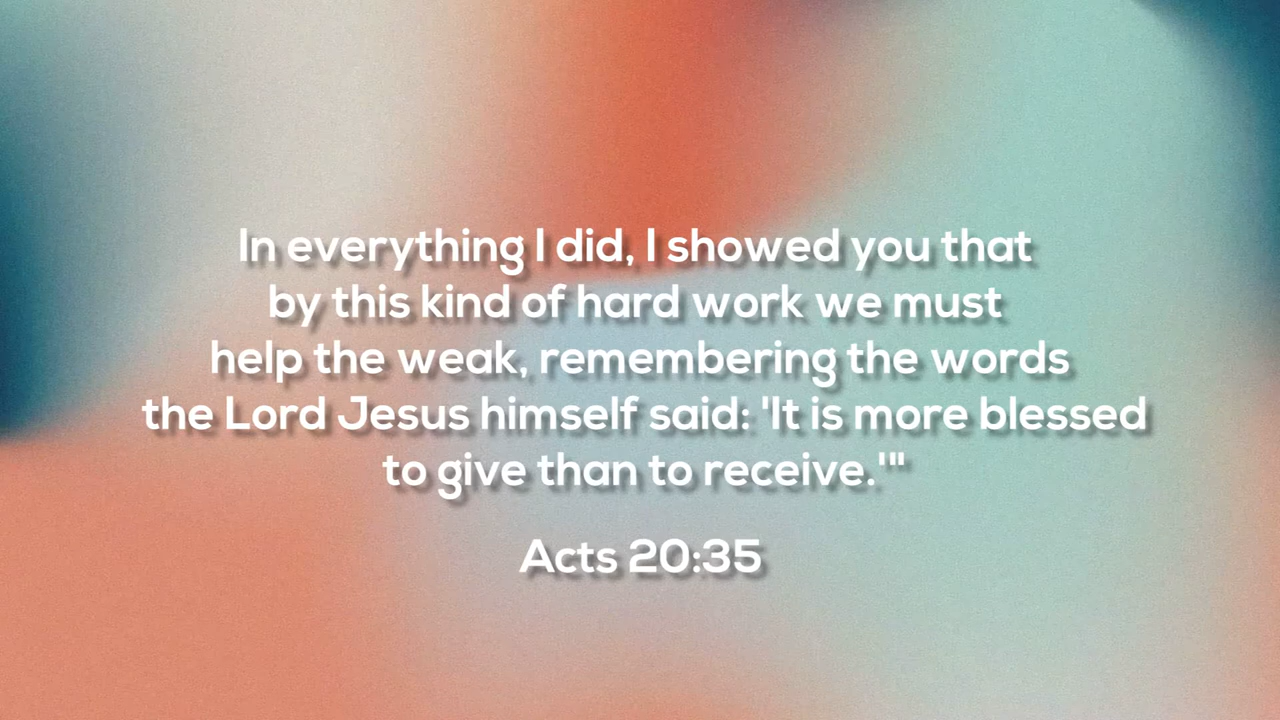 In everything I did, I showed you that
by this kind of hard work we must
help the weak, remembering the words
the Lord Jesus himself said: 'It is more blessed
to give than to receive.'"
Acts 20:35